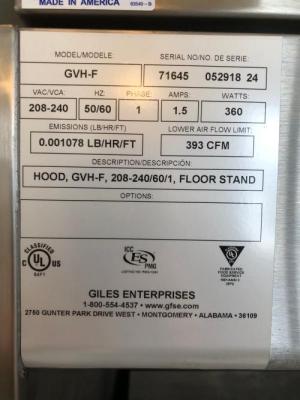 MADE IN AMERICA
MODEL/MODELE: SERIAL NO/NO. DE SERIE:
GVH-F 71645 052918 24
VAC/VCA: HZ: PHASE: AMPS: WATTS:
208-240 50/60 1 1.5 360
EMISSIONS (LB/HR/FT) LOWER AIR FLOW LIMIT:
0.001078 LB/HR/FT 393 CFM
DESCRIPTION/DESCRIPCIÓN:
HOOD, GVH-F, 208-240/60/1, FLOOR STAND
OPTIONS:
CLASSIFIED
C UL US
ICC
ES
PMG
UL
GILES ENTERPRISES
1-800-554-4537 • www.gfse.com
2750 GUNTER PARK DRIVE WEST • MONTGOMERY • ALABAMA • 36109